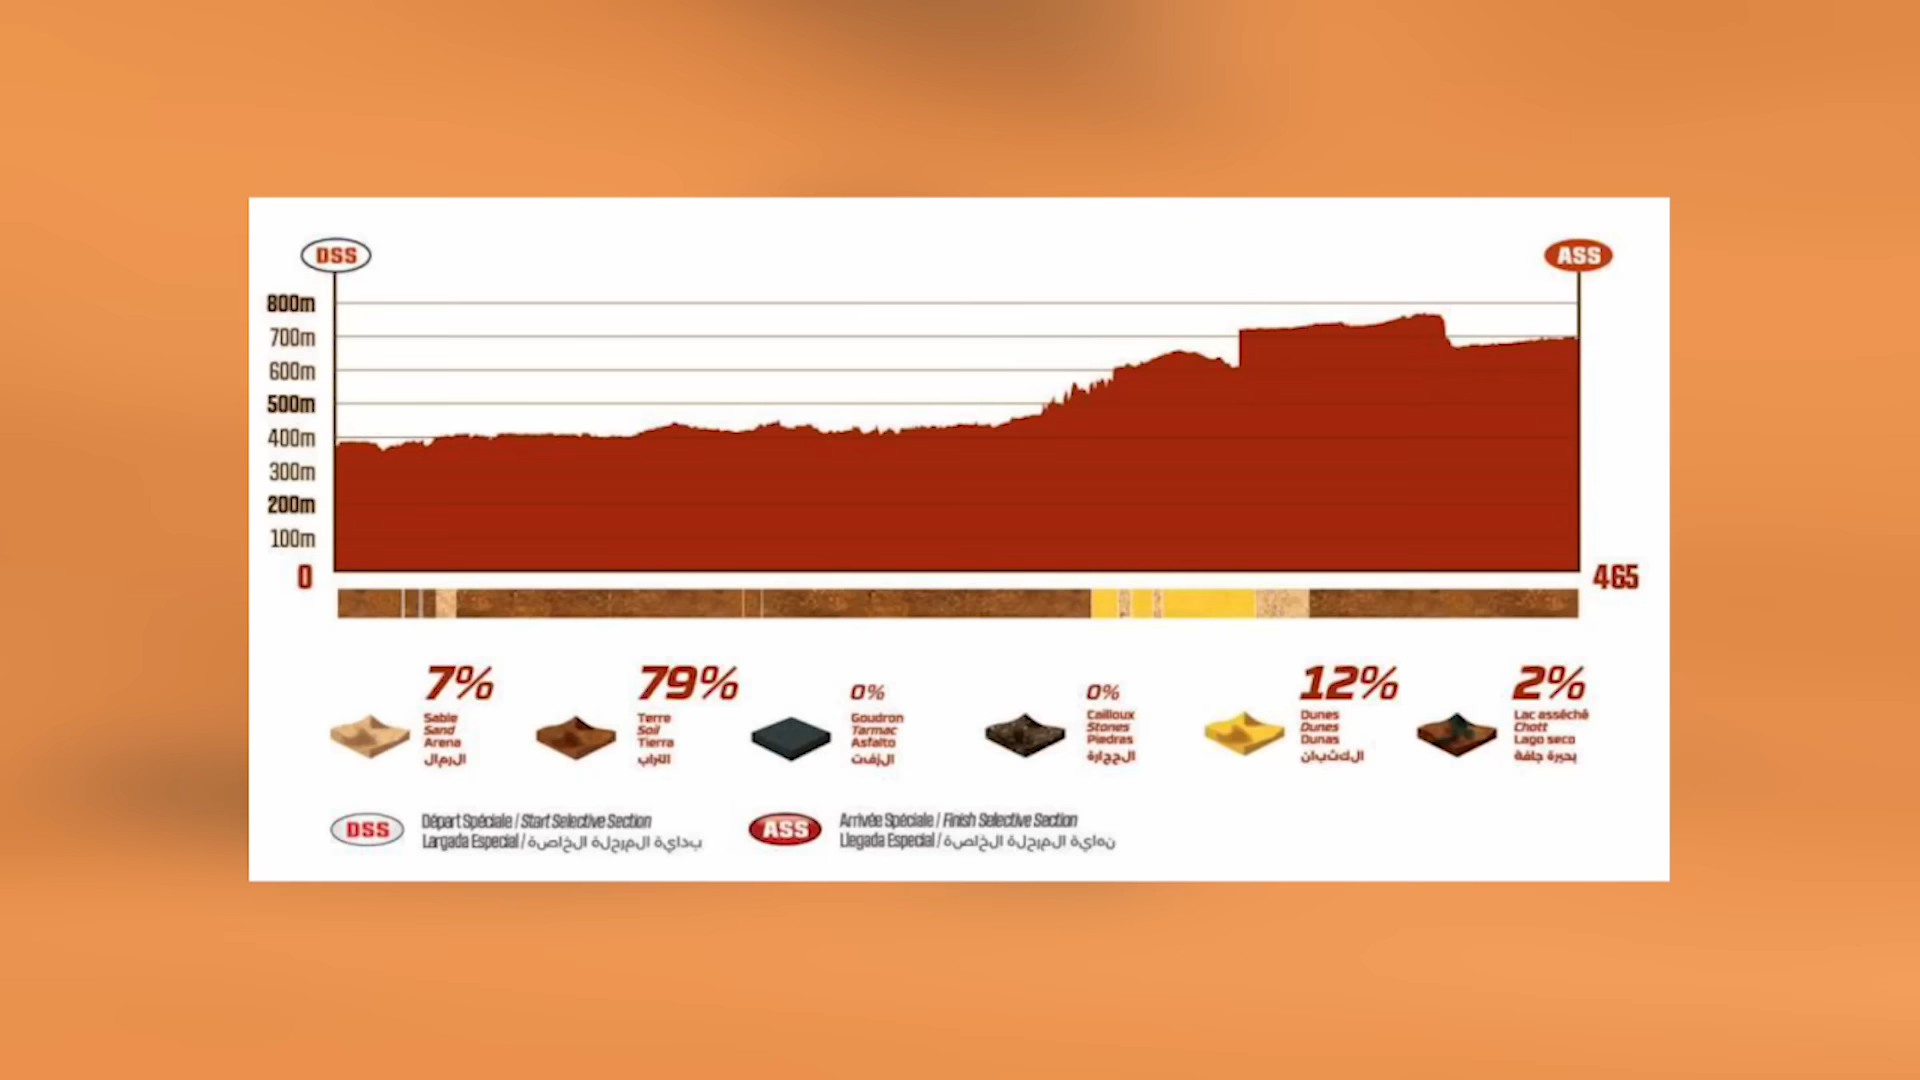 DSS
ASS
800m
700m
600m
500m
400m
300m
200m
100m
0
465
7%
Sable
Sand
Arena
الرمال
79%
Terre
Soil
Tierra
التراب
0%
Goudron
Tarmac
Asfalto
الزفت
0%
Cailloux
Stones
Piedras
الحجارة
12%
Dunes
Dunes
Dunas
الكثبان
2%
Lac asséché
Chott
Lago seco
بحيرة جافة
DSS
Départ Spéciale / Start Selective Section
Largada Especial / بداية المرحلة الخاصة
ASS
Arrivée Spéciale / Finish Selective Section
Llegada Especial / نهاية المرحلة الخاصة